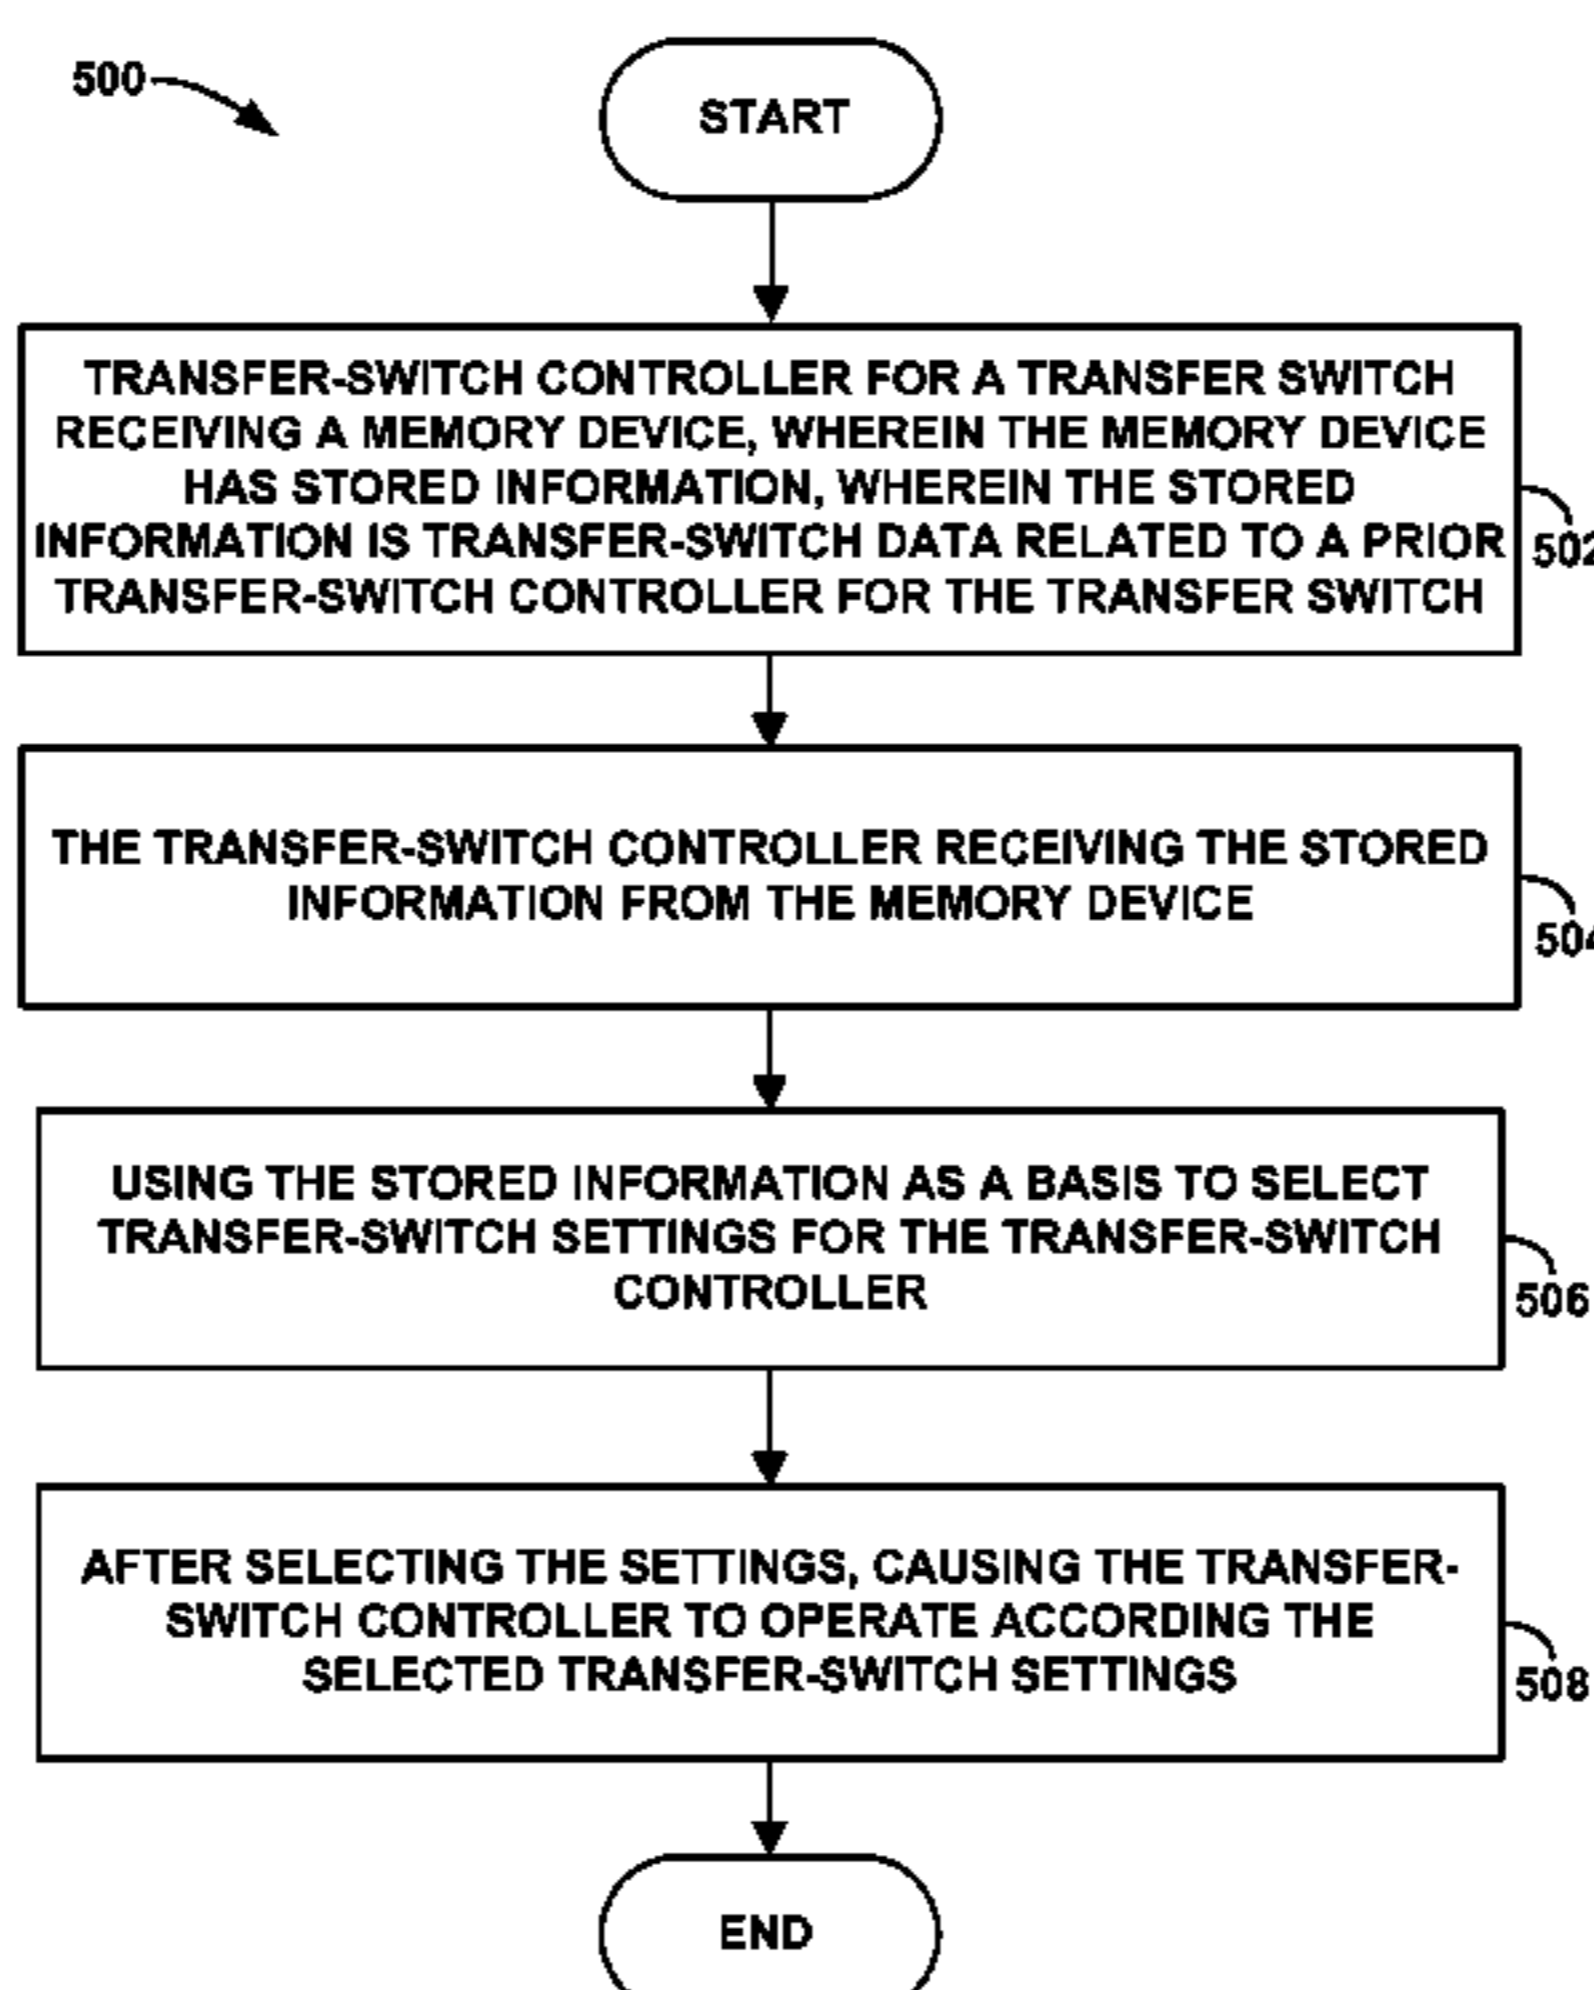 500
START
TRANSFER-SWITCH CONTROLLER FOR A TRANSFER SWITCH
RECEIVING A MEMORY DEVICE, WHEREIN THE MEMORY DEVICE
HAS STORED INFORMATION, WHEREIN THE STORED
INFORMATION IS TRANSFER-SWITCH DATA RELATED TO A PRIOR
TRANSFER-SWITCH CONTROLLER FOR THE TRANSFER SWITCH
502
THE TRANSFER-SWITCH CONTROLLER RECEIVING THE STORED
INFORMATION FROM THE MEMORY DEVICE
504
USING THE STORED INFORMATION AS A BASIS TO SELECT
TRANSFER-SWITCH SETTINGS FOR THE TRANSFER-SWITCH
CONTROLLER
506
AFTER SELECTING THE SETTINGS, CAUSING THE TRANSFER-
SWITCH CONTROLLER TO OPERATE ACCORDING THE
SELECTED TRANSFER-SWITCH SETTINGS
508
END